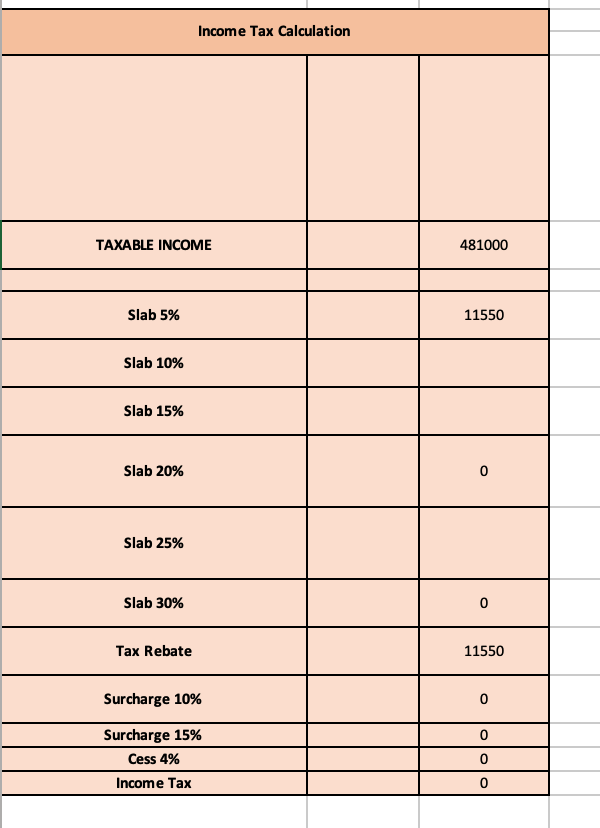 Income Tax Calculation
TAXABLE INCOME 481000
Slab 5% 11550
Slab 10%
Slab 15%
Slab 20% 0
Slab 25%
Slab 30% 0
Tax Rebate 11550
Surcharge 10% 0
Surcharge 15% 0
Cess 4% 0
Income Tax 0